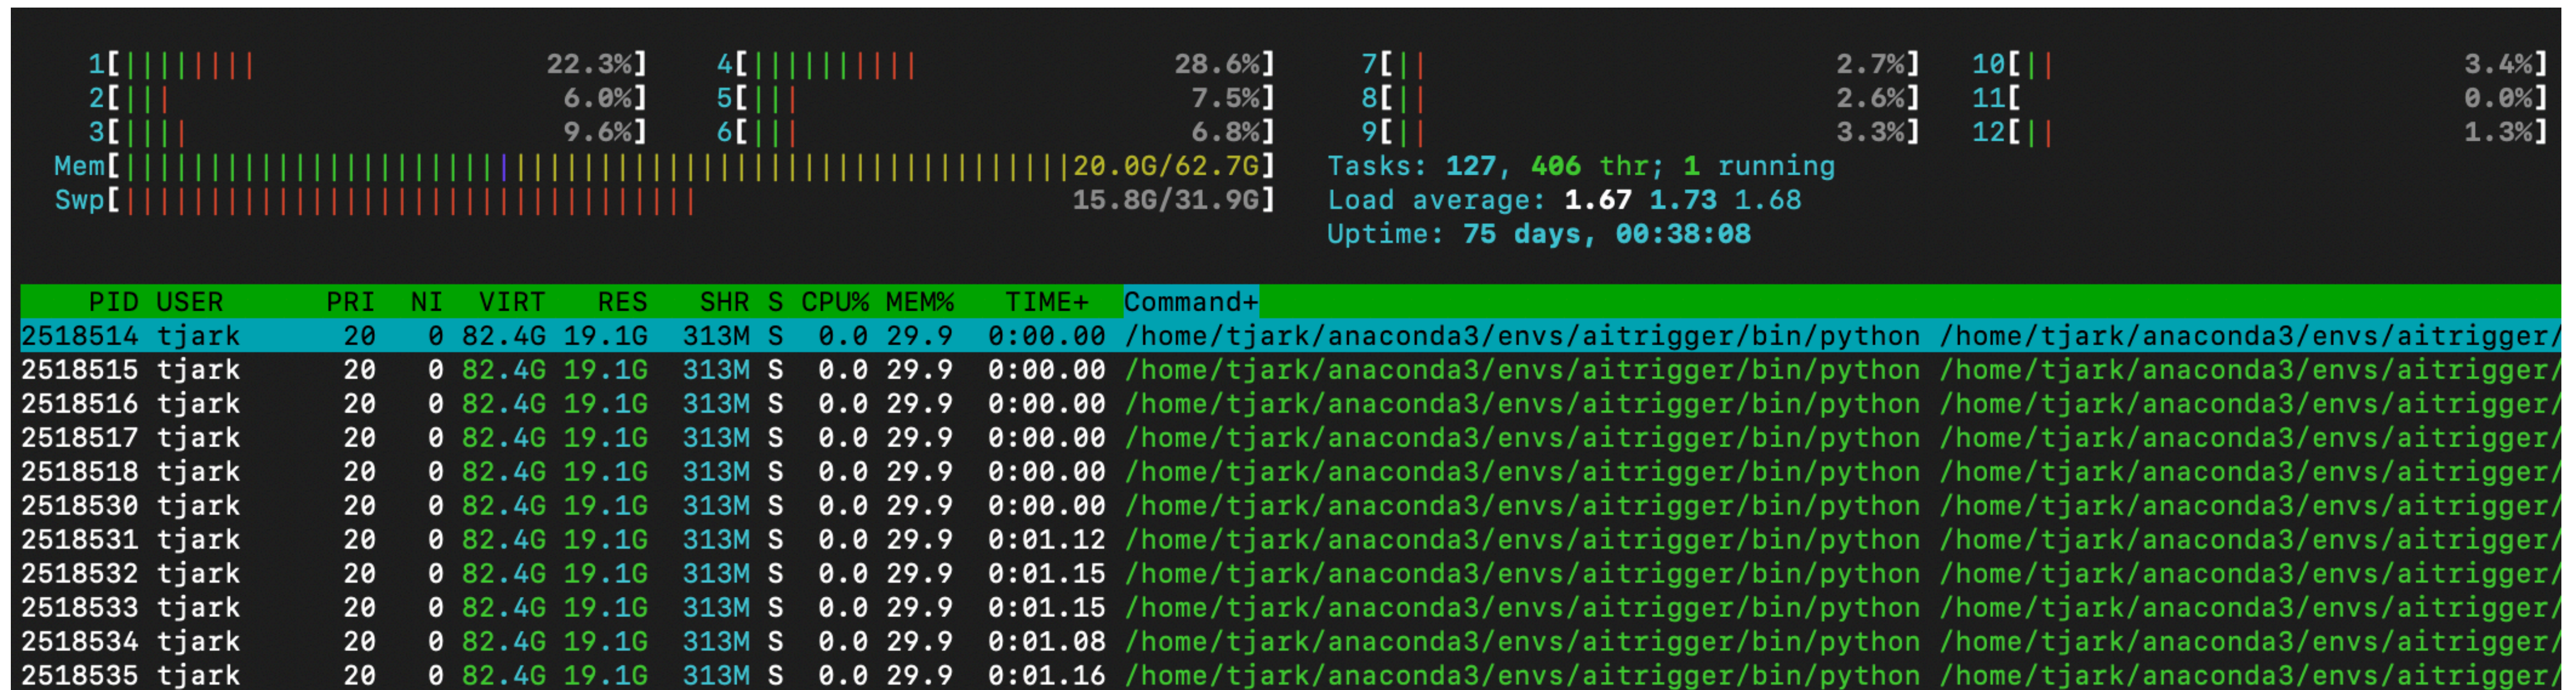 1[||||||||                 22.3%]   4[||||||||||               28.6%]   7[||                        2.7%]   10[||                        3.4%]
2[|||                       6.0%]   5[|||                       7.5%]   8[||                        2.6%]   11[                          0.0%]
3[||||                      9.6%]   6[|||                       6.8%]   9[||                        3.3%]   12[||                        1.3%]
Mem[||||||||||||||||||||||||||||||||||||||||||||||||||||||||20.0G/62.7G]   Tasks: 127, 406 thr; 1 running
Swp[||||||||||||||||||||||||||||||||||                      15.8G/31.9G]   Load average: 1.67 1.73 1.68
Uptime: 75 days, 00:38:08
PID USER PRI NI VIRT RES SHR S CPU% MEM% TIME+ Command+
2518514 tjark 20 0 82.4G 19.1G 313M S 0.0 29.9 0:00.00 /home/tjark/anaconda3/envs/aitrigger/bin/python /home/tjark/anaconda3/envs/aitrigger/
2518515 tjark 20 0 82.4G 19.1G 313M S 0.0 29.9 0:00.00 /home/tjark/anaconda3/envs/aitrigger/bin/python /home/tjark/anaconda3/envs/aitrigger/
2518516 tjark 20 0 82.4G 19.1G 313M S 0.0 29.9 0:00.00 /home/tjark/anaconda3/envs/aitrigger/bin/python /home/tjark/anaconda3/envs/aitrigger/
2518517 tjark 20 0 82.4G 19.1G 313M S 0.0 29.9 0:00.00 /home/tjark/anaconda3/envs/aitrigger/bin/python /home/tjark/anaconda3/envs/aitrigger/
2518518 tjark 20 0 82.4G 19.1G 313M S 0.0 29.9 0:00.00 /home/tjark/anaconda3/envs/aitrigger/bin/python /home/tjark/anaconda3/envs/aitrigger/
2518530 tjark 20 0 82.4G 19.1G 313M S 0.0 29.9 0:00.00 /home/tjark/anaconda3/envs/aitrigger/bin/python /home/tjark/anaconda3/envs/aitrigger/
2518531 tjark 20 0 82.4G 19.1G 313M S 0.0 29.9 0:01.12 /home/tjark/anaconda3/envs/aitrigger/bin/python /home/tjark/anaconda3/envs/aitrigger/
2518532 tjark 20 0 82.4G 19.1G 313M S 0.0 29.9 0:01.15 /home/tjark/anaconda3/envs/aitrigger/bin/python /home/tjark/anaconda3/envs/aitrigger/
2518533 tjark 20 0 82.4G 19.1G 313M S 0.0 29.9 0:01.15 /home/tjark/anaconda3/envs/aitrigger/bin/python /home/tjark/anaconda3/envs/aitrigger/
2518534 tjark 20 0 82.4G 19.1G 313M S 0.0 29.9 0:01.08 /home/tjark/anaconda3/envs/aitrigger/bin/python /home/tjark/anaconda3/envs/aitrigger/
2518535 tjark 20 0 82.4G 19.1G 313M S 0.0 29.9 0:01.16 /home/tjark/anaconda3/envs/aitrigger/bin/python /home/tjark/anaconda3/envs/aitrigger/